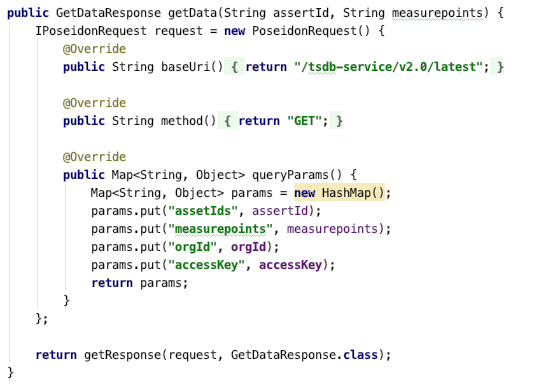 public GetDataResponse getData(String assertId, String measurepoints) {
    IPoseidonRequest request = new PoseidonRequest() {
        @Override
        public String baseUri() { return "/tsdb-service/v2.0/latest"; }

        @Override
        public String method() { return "GET"; }

        @Override
        public Map<String, Object> queryParams() {
            Map<String, Object> params = new HashMap();
            params.put("assetIds", assertId);
            params.put("measurepoints", measurepoints);
            params.put("orgId", orgId);
            params.put("accessKey", accessKey);
            return params;
        }
    };

    return getResponse(request, GetDataResponse.class);
}